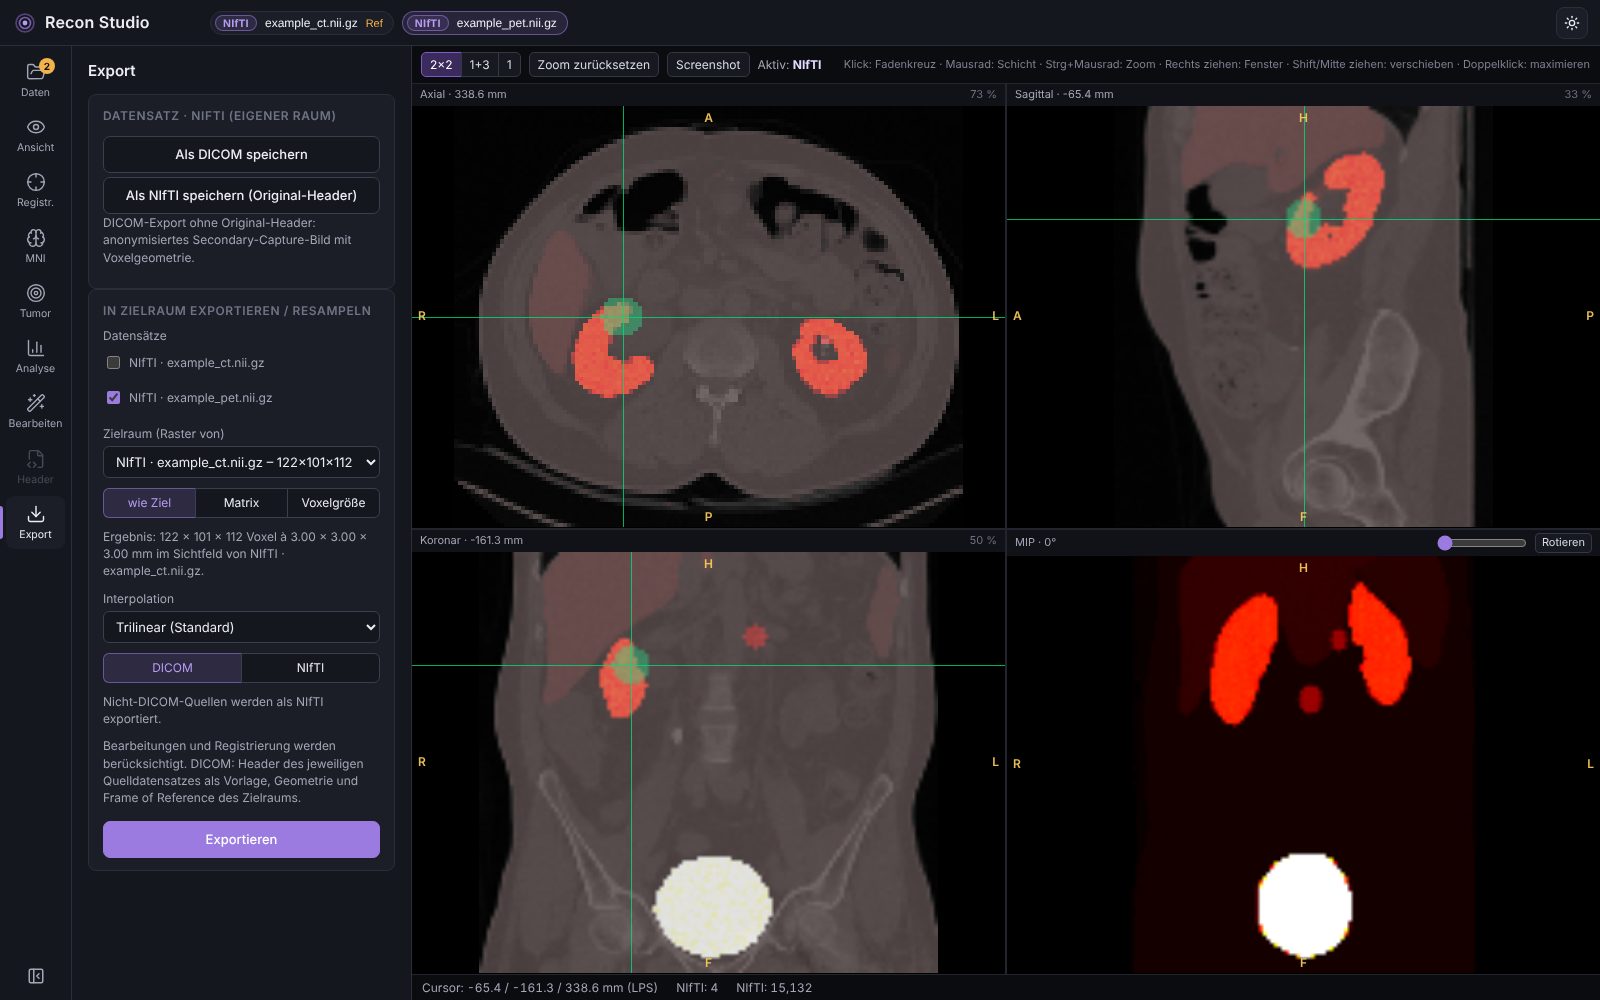 Recon Studio
NIfTI example_ct.nii.gz Ref
NIfTI example_pet.nii.gz
2
Daten
Ansicht
Registr.
MNI
Tumor
Analyse
Bearbeiten
Header
Export
Export
DATENSATZ · NIFTI (EIGENER RAUM)
Als DICOM speichern
Als NIfTI speichern (Original-Header)
DICOM-Export ohne Original-Header:
anonymisiertes Secondary-Capture-Bild mit
Voxelgeometrie.
IN ZIELRAUM EXPORTIEREN / RESAMPELN
Datensätze
NIfTI · example_ct.nii.gz
NIfTI · example_pet.nii.gz
Zielraum (Raster von)
NIfTI · example_ct.nii.gz – 122×101×112
wie Ziel Matrix Voxelgröße
Ergebnis: 122 × 101 × 112 Voxel à 3.00 × 3.00 ×
3.00 mm im Sichtfeld von NIfTI ·
example_ct.nii.gz.
Interpolation
Trilinear (Standard)
DICOM NIfTI
Nicht-DICOM-Quellen werden als NIfTI
exportiert.
Bearbeitungen und Registrierung werden
berücksichtigt. DICOM: Header des jeweiligen
Quelldatensatzes als Vorlage, Geometrie und
Frame of Reference des Zielraums.
Exportieren
2×2 1+3 1 Zoom zurücksetzen Screenshot Aktiv: NIfTI Klick: Fadenkreuz · Mausrad: Schicht · Strg+Mausrad: Zoom · Rechts ziehen: Fenster · Shift/Mitte ziehen: verschieben · Doppelklick: maximieren
Axial · 338.6 mm 73 %
A
R
L
P
Sagittal · -65.4 mm 33 %
H
A
P
F
Koronar · -161.3 mm 50 %
H
R
L
F
MIP · 0° Rotieren
H
R
L
F
Cursor: -65.4 / -161.3 / 338.6 mm (LPS) NIfTI: 4 NIfTI: 15,132